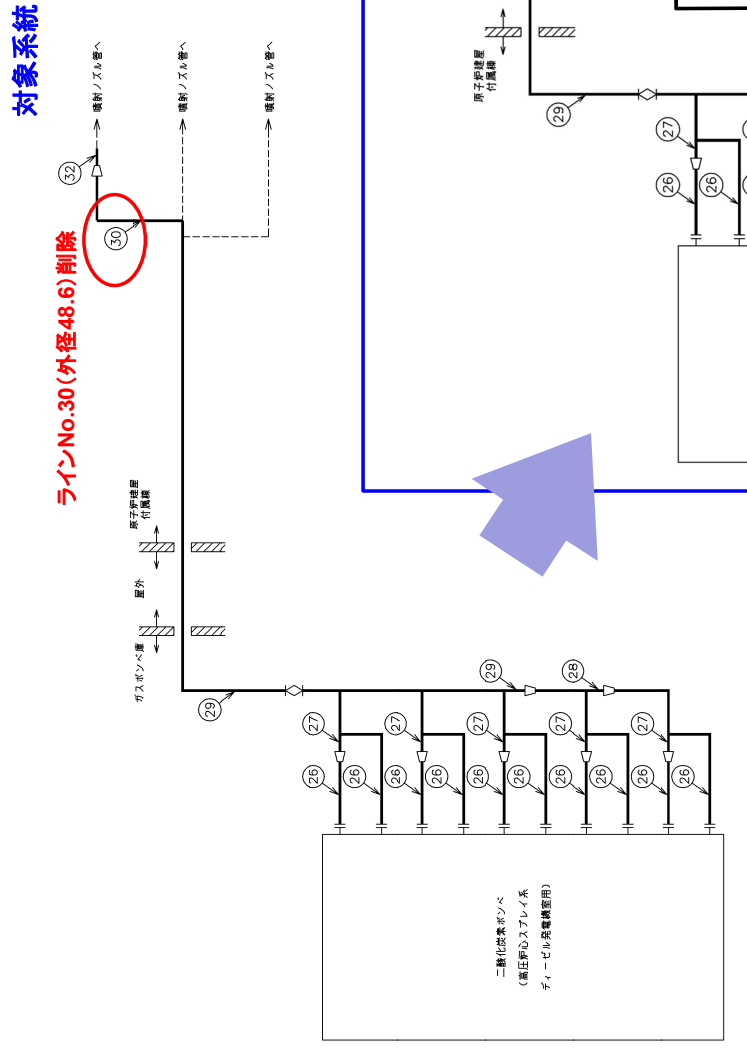 対象系統
ラインNo.30(外径48.6)削除
噴射ノズル管へ
噴射ノズル管へ
噴射ノズル管へ
32
30
原子炉建屋
付属棟
屋外
ガスボンベ庫
29
29
28
27
27
27
27
27
26
26
26
26
26
26
26
26
26
26
二酸化炭素ボンベ
(高圧炉心スプレイ系
ディーゼル発電機室用)
原子炉建屋
付属棟
29
27
26
26